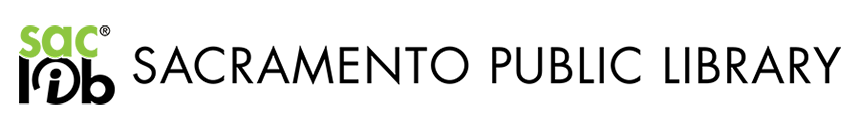 sac®
lib SACRAMENTO PUBLIC LIBRARY